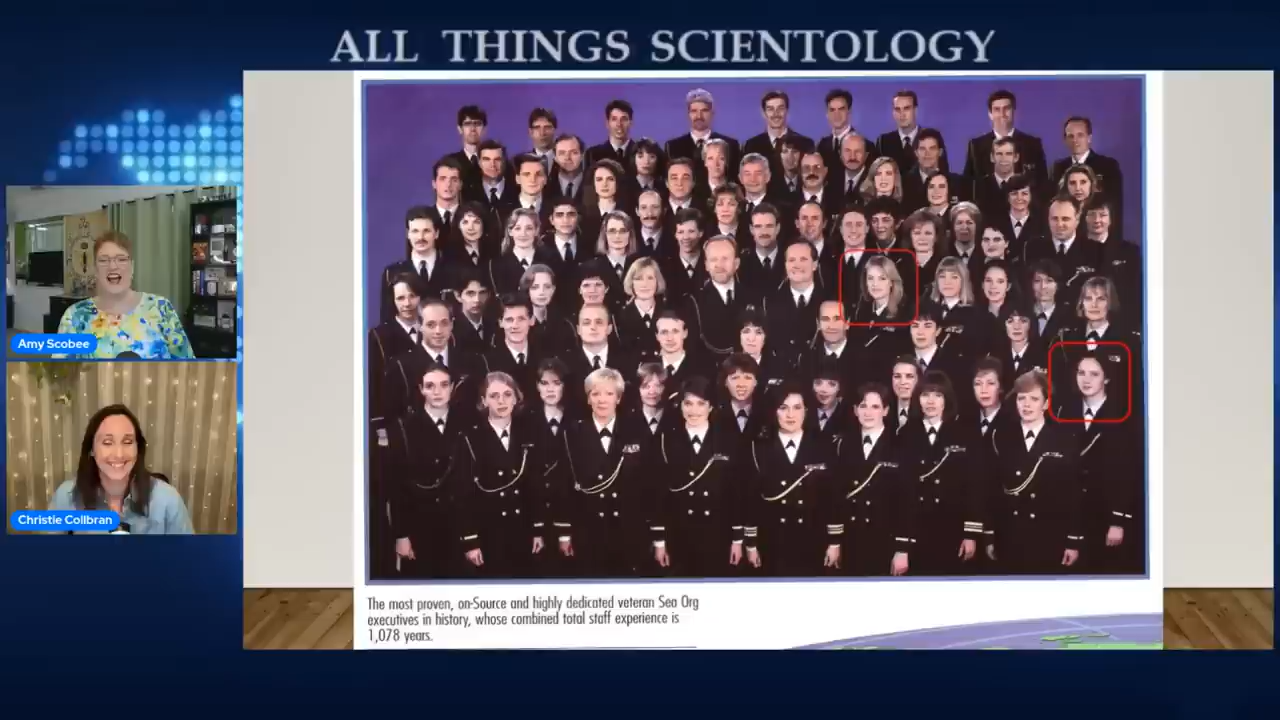 ALL THINGS SCIENTOLOGY
Amy Scobee
Christie Collbran
The most proven, on-Source and highly dedicated veteran Sea Org
executives in history, whose combined total staff experience is
1,078 years.